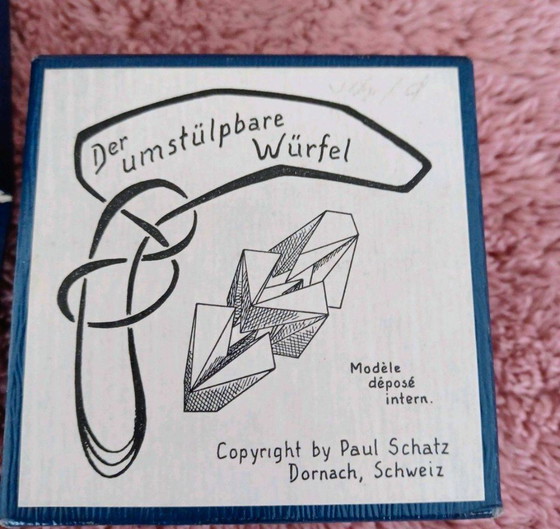 Der
umstülpbare
Würfel
Modèle
déposé
intern.
Copyright by Paul Schatz
Dornach, Schweiz